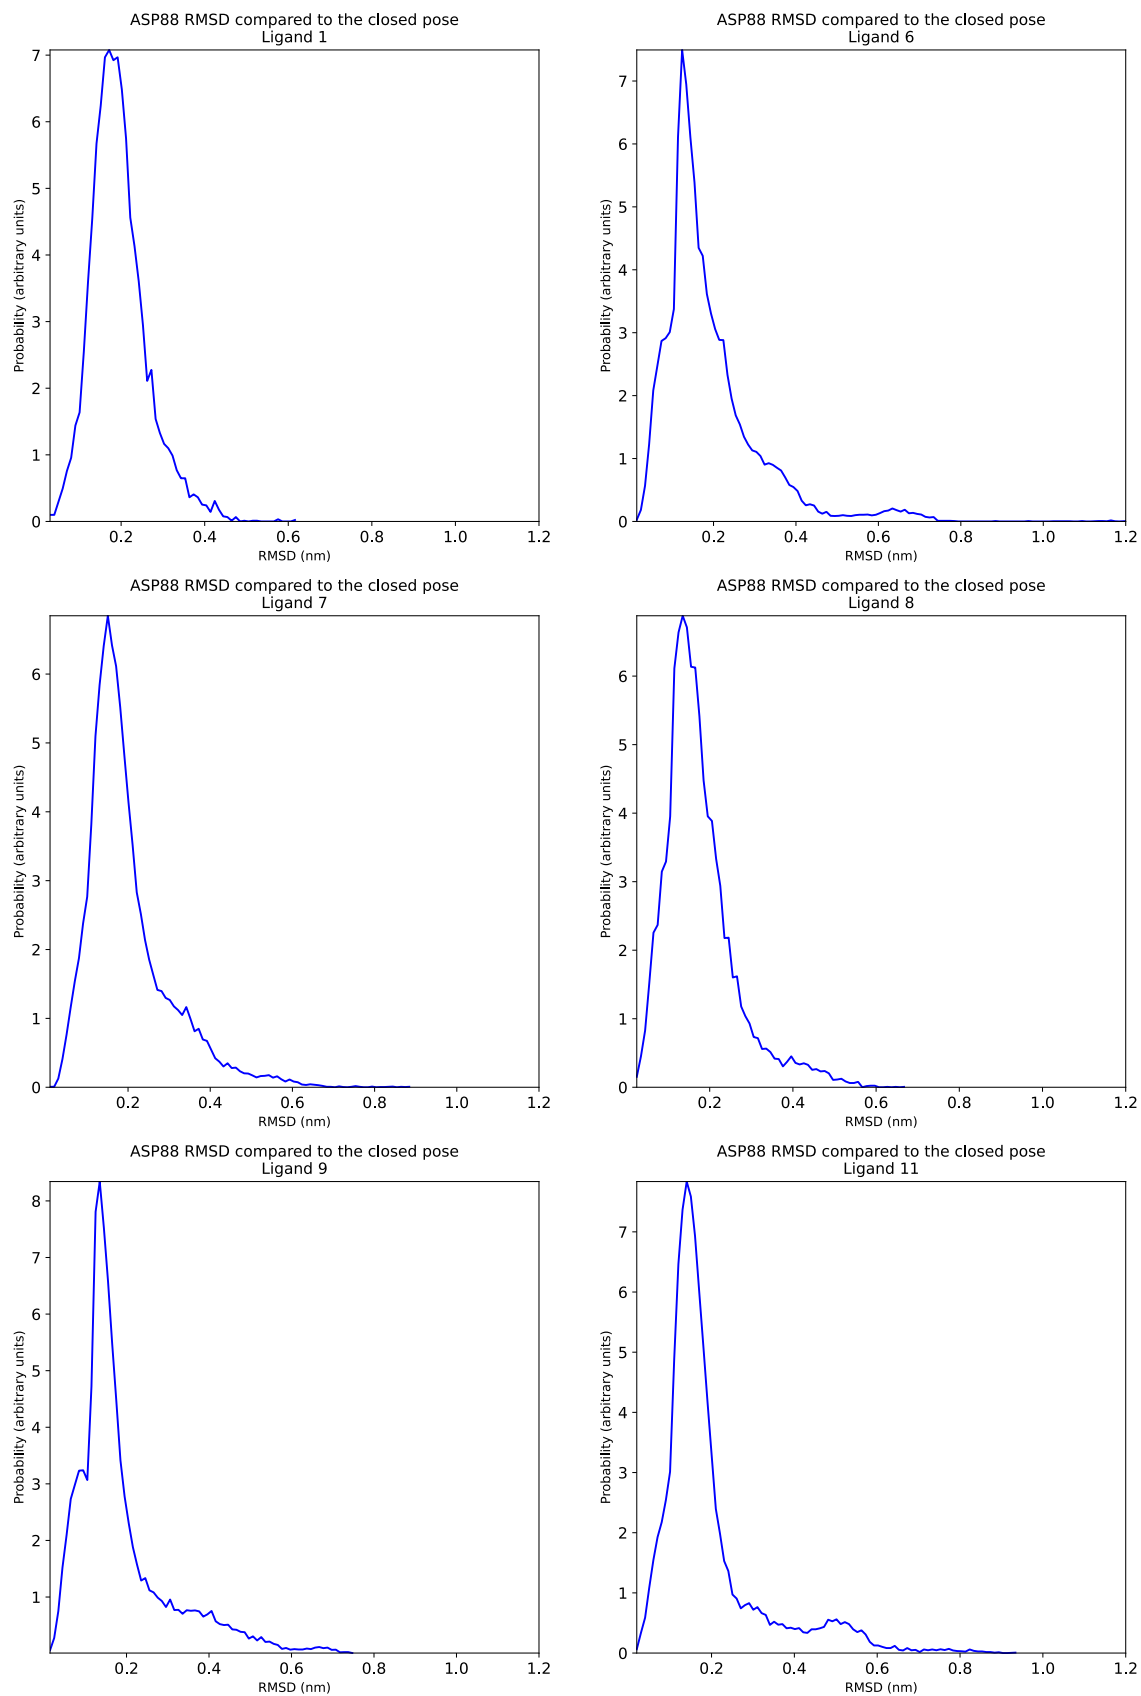 ASP88 RMSD compared to the closed pose
Ligand 1
Probability (arbitrary units)
7
6
5
4
3
2
1
0
0.2 0.4 0.6 0.8 1.0 1.2
RMSD (nm)
ASP88 RMSD compared to the closed pose
Ligand 6
Probability (arbitrary units)
7
6
5
4
3
2
1
0
0.2 0.4 0.6 0.8 1.0 1.2
RMSD (nm)
ASP88 RMSD compared to the closed pose
Ligand 7
Probability (arbitrary units)
6
5
4
3
2
1
0
0.2 0.4 0.6 0.8 1.0 1.2
RMSD (nm)
ASP88 RMSD compared to the closed pose
Ligand 8
Probability (arbitrary units)
6
5
4
3
2
1
0
0.2 0.4 0.6 0.8 1.0 1.2
RMSD (nm)
ASP88 RMSD compared to the closed pose
Ligand 9
Probability (arbitrary units)
8
7
6
5
4
3
2
1
0.2 0.4 0.6 0.8 1.0 1.2
RMSD (nm)
ASP88 RMSD compared to the closed pose
Ligand 11
Probability (arbitrary units)
7
6
5
4
3
2
1
0
0.2 0.4 0.6 0.8 1.0 1.2
RMSD (nm)